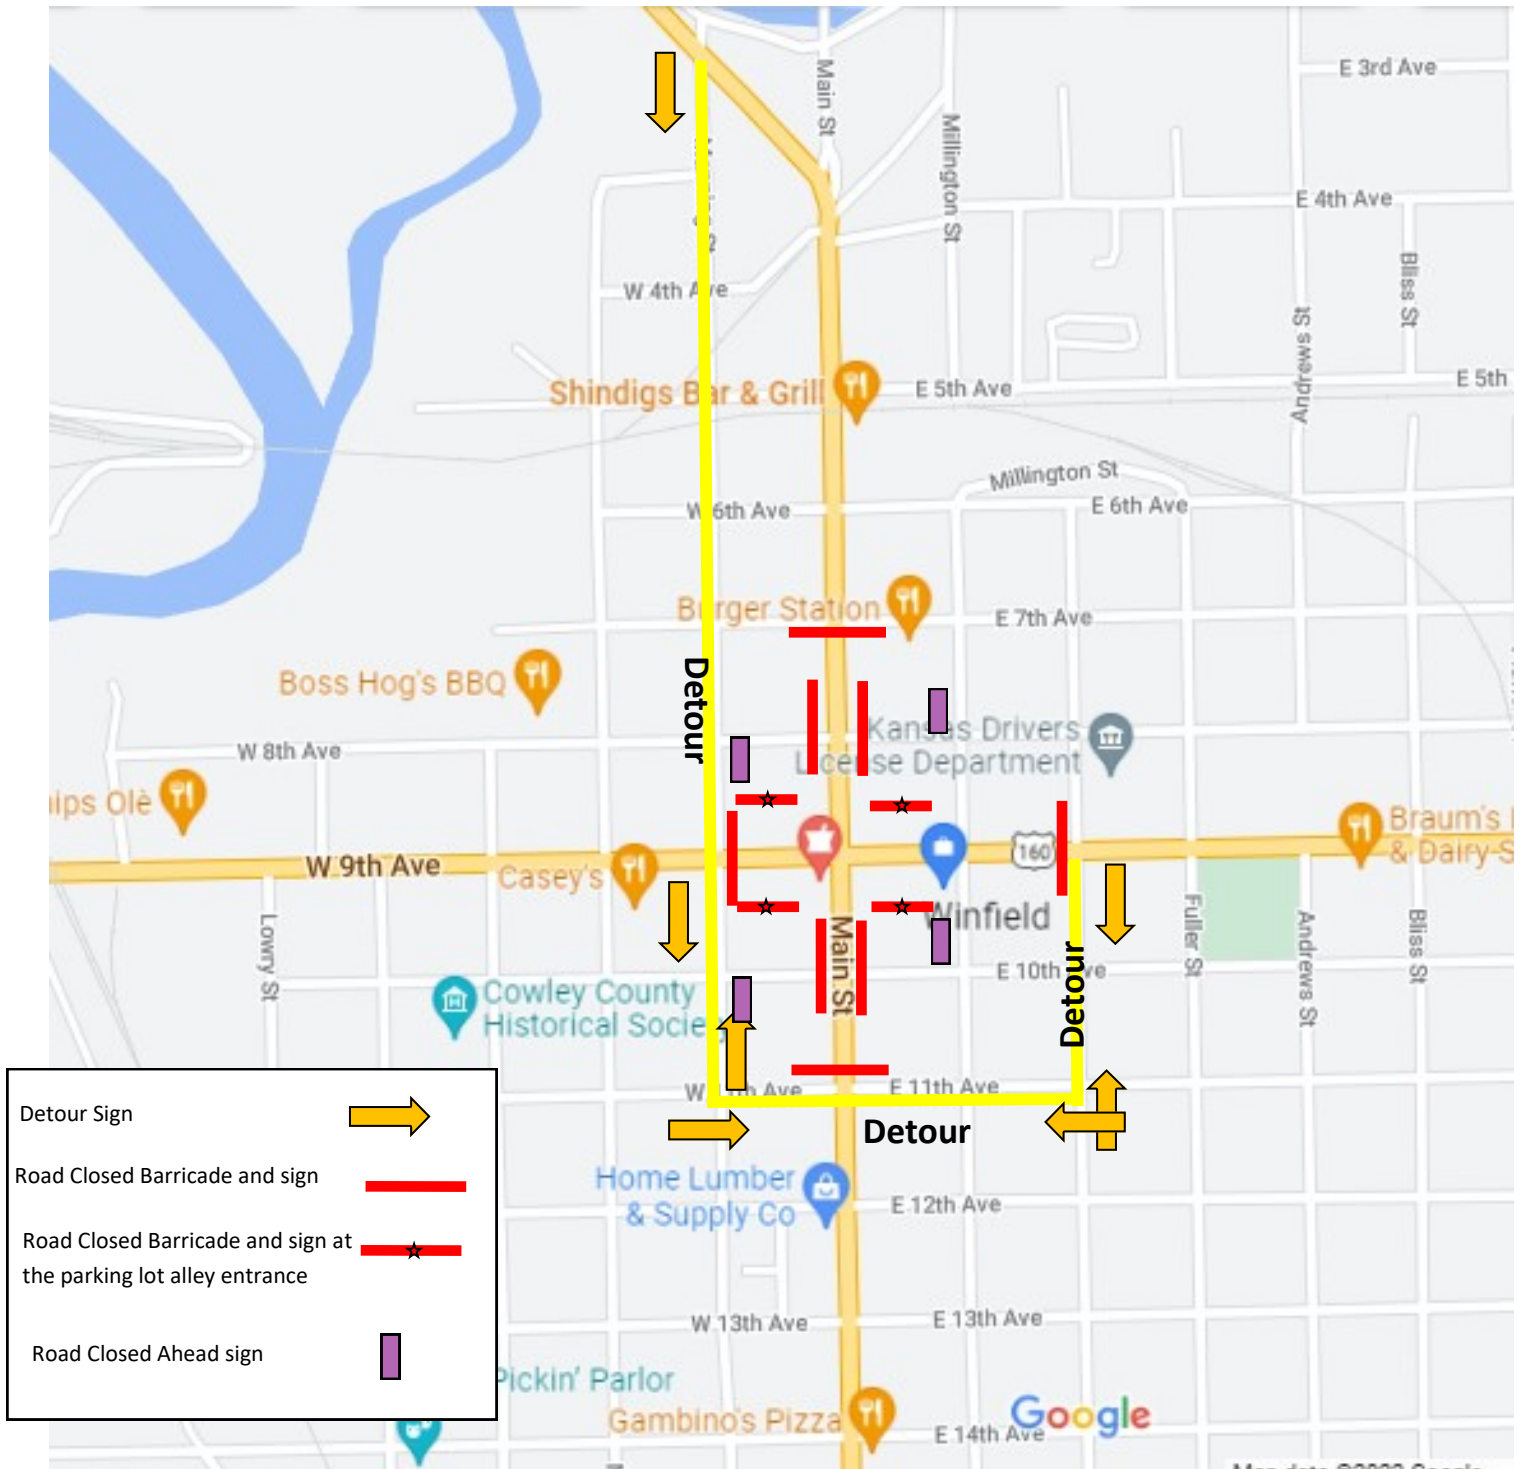 E 3rd Ave
Main St
Millington St
E 4th Ave
Bliss St
W 4th Ave
Andrews St
Shindigs Bar & Grill
E 5th Ave
E 5th
Millington St
W 6th Ave
E 6th Ave
Burger Station
E 7th Ave
Detour
Boss Hog's BBQ
Kansas Drivers
License Department
W 8th Ave
ips Olè
Braum's
& Dairy S
W 9th Ave
Casey's
160
Winfield
Lowry St
Main St
Fuller St
Andrews St
Bliss St
E 10th Ave
Detour
Cowley County
Historical Society
W 11th Ave
E 11th Ave
Detour
Detour Sign
Road Closed Barricade and sign
Road Closed Barricade and sign at
the parking lot alley entrance
Road Closed Ahead sign
Home Lumber
& Supply Co
E 12th Ave
W 13th Ave
E 13th Ave
Pickin' Parlor
Gambino's Pizza
Google
E 14th Ave